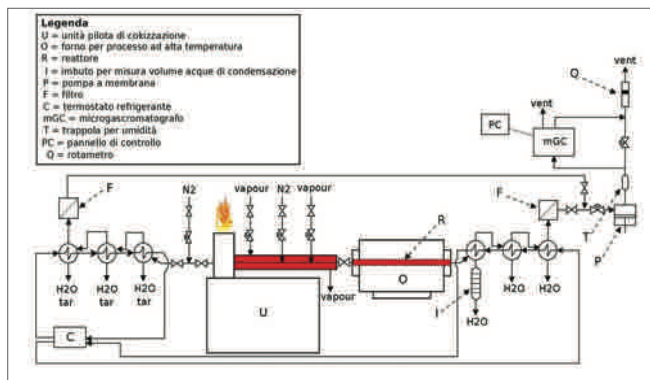 Legenda
U = unità pilota di cokizzazione
O = forno per processo ad alta temperatura
R = reattore
I = imbuto per misura volume acque di condensazione
P = pompa a membrana
F = filtro
C = termostato refrigerante
mGC = microgascromatografo
T = trappola per umidità
PC = pannello di controllo
Q = rotametro
vent
Q
vent
PC
mGC
F
N2
vapour
N2
vapour
F
R
T
P
O
vapour
I
H2O
tar
H2O
tar
H2O
tar
H2O
H2O
H2O
U
C